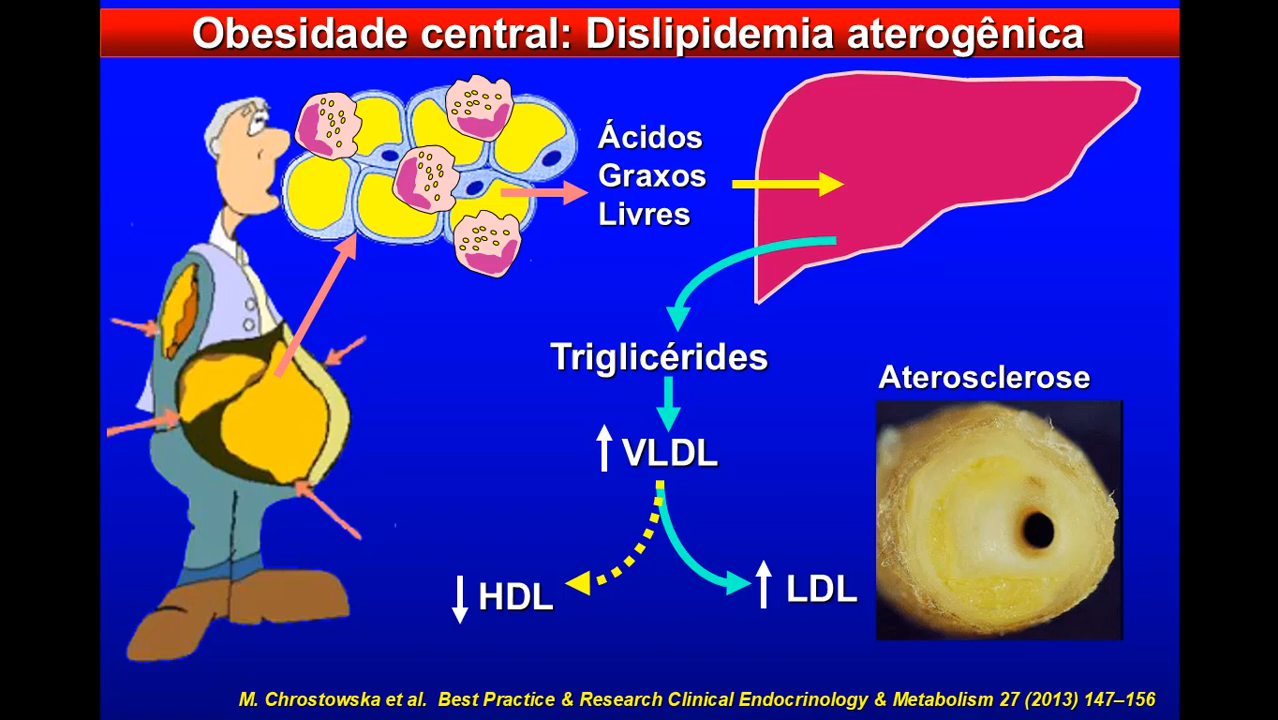 Obesidade central: Dislipidemia aterogênica
Ácidos
Graxos
Livres
Triglicérides
Aterosclerose
↑ VLDL
↓ HDL
↑ LDL
M. Chrostowska et al. Best Practice & Research Clinical Endocrinology & Metabolism 27 (2013) 147–156